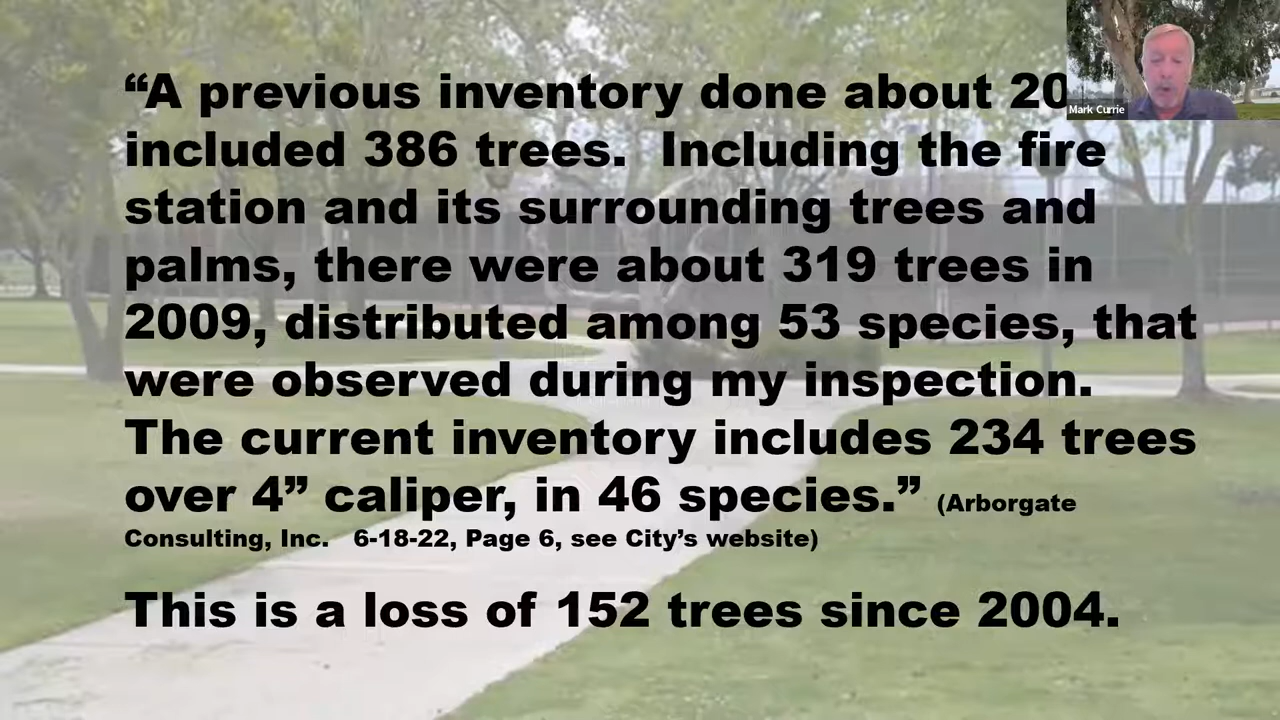 “A previous inventory done about 20
Mark Currie
included 386 trees.  Including the fire
station and its surrounding trees and
palms, there were about 319 trees in
2009, distributed among 53 species, that
were observed during my inspection.
The current inventory includes 234 trees
over 4” caliper, in 46 species.” (Arborgate
Consulting, Inc.   6-18-22, Page 6, see City’s website)
This is a loss of 152 trees since 2004.